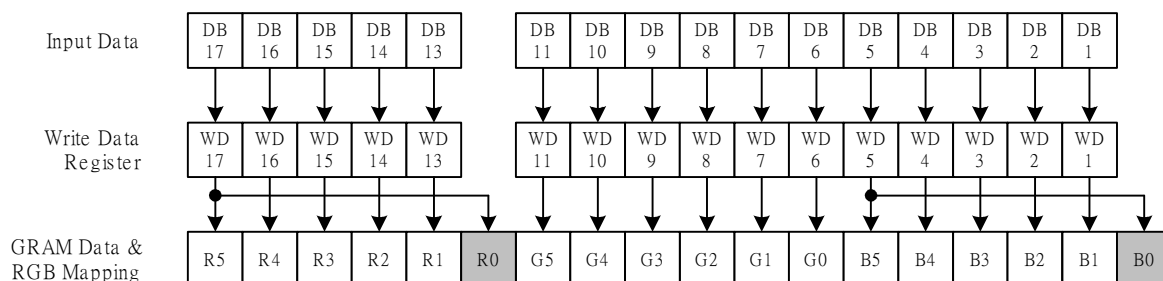 Input Data
DB 17 DB 16 DB 15 DB 14 DB 13 DB 11 DB 10 DB 9 DB 8 DB 7 DB 6 DB 5 DB 4 DB 3 DB 2 DB 1
Write Data
Register
WD 17 WD 16 WD 15 WD 14 WD 13 WD 11 WD 10 WD 9 WD 8 WD 7 WD 6 WD 5 WD 4 WD 3 WD 2 WD 1
GRAM Data &
RGB Mapping
R5 R4 R3 R2 R1 R0 G5 G4 G3 G2 G1 G0 B5 B4 B3 B2 B1 B0